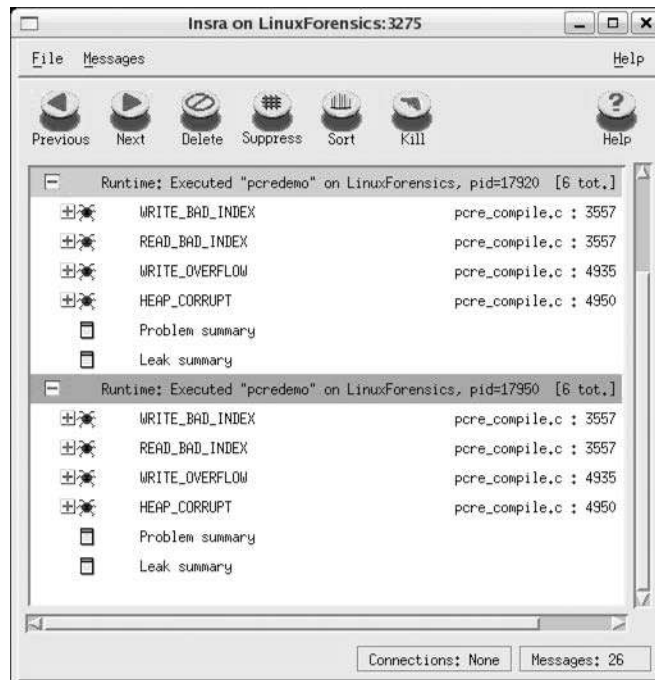 Insra on LinuxForensics:3275
File Messages Help
Previous Next Delete Suppress Sort Kill Help
Runtime: Executed "pcredemo" on LinuxForensics, pid=17920 [6 tot.]
WRITE_BAD_INDEX pcre_compile.c : 3557
READ_BAD_INDEX pcre_compile.c : 3557
WRITE_OVERFLOW pcre_compile.c : 4935
HEAP_CORRUPT pcre_compile.c : 4950
Problem summary
Leak summary
Runtime: Executed "pcredemo" on LinuxForensics, pid=17950 [6 tot.]
WRITE_BAD_INDEX pcre_compile.c : 3557
READ_BAD_INDEX pcre_compile.c : 3557
WRITE_OVERFLOW pcre_compile.c : 4935
HEAP_CORRUPT pcre_compile.c : 4950
Problem summary
Leak summary
Connections: None Messages: 26